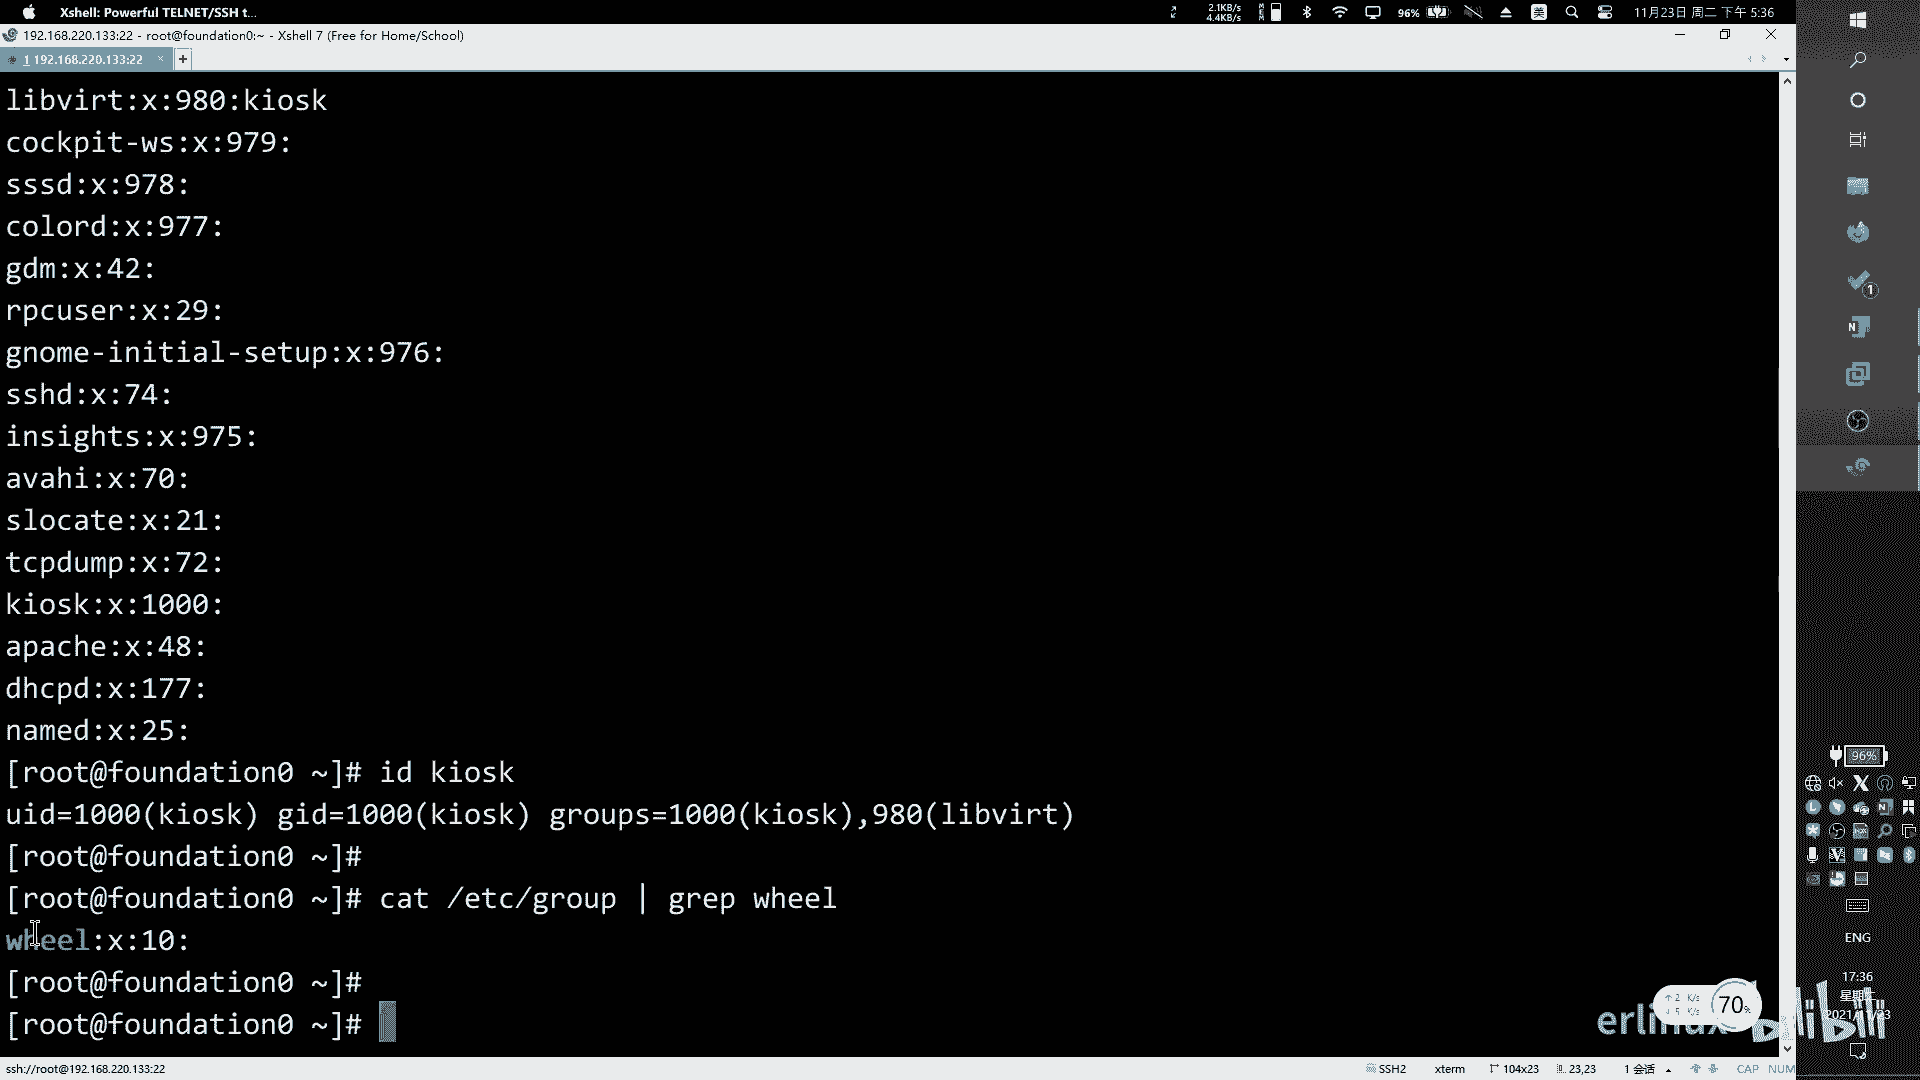 Xshell: Powerful TELNET/SSH t...
2.1KB/s
4.4KB/s
96%
美
11月23日 周二 下午 5:36
192.168.220.133:22 - root@foundation0:~ - Xshell 7 (Free for Home/School)
1 192.168.220.133:22
libvirt:x:980:kiosk
cockpit-ws:x:979:
sssd:x:978:
colord:x:977:
gdm:x:42:
rpcuser:x:29:
gnome-initial-setup:x:976:
sshd:x:74:
insights:x:975:
avahi:x:70:
slocate:x:21:
tcpdump:x:72:
kiosk:x:1000:
apache:x:48:
dhcpd:x:177:
named:x:25:
[root@foundation0 ~]# id kiosk
uid=1000(kiosk) gid=1000(kiosk) groups=1000(kiosk),980(libvirt)
[root@foundation0 ~]#
[root@foundation0 ~]# cat /etc/group | grep wheel
wheel:x:10:
[root@foundation0 ~]#
[root@foundation0 ~]#
ssh://root@192.168.220.133:22
SSH2
xterm
104x23
23,23
1 会话
CAP
NUM
1
96%
ENG
17:36
70%
bilibili